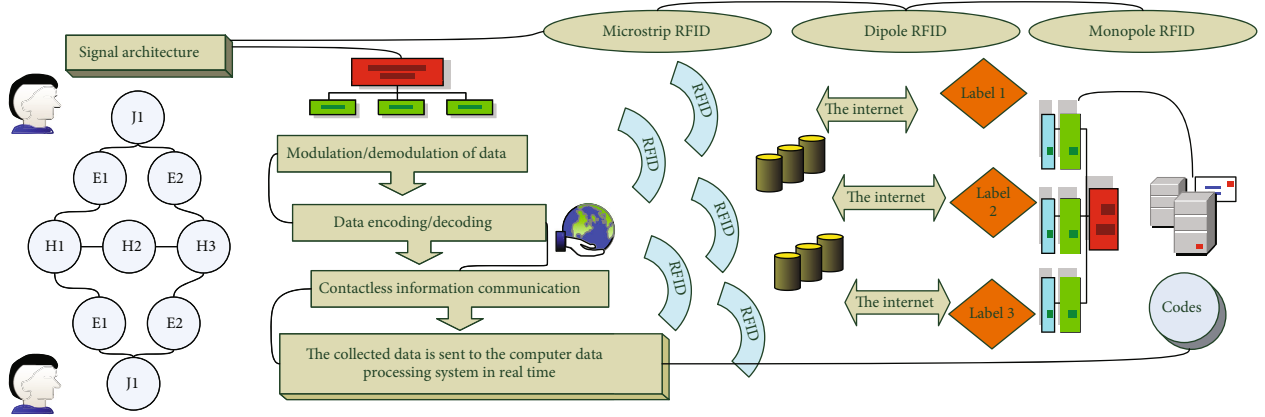 Signal architecture
Microstrip RFID
Dipole RFID
Monopole RFID
J1
E1
E2
H1
H2
H3
E1
E2
J1
Modulation/demodulation of data
Data encoding/decoding
Contactless information communication
The collected data is sent to the computer data
processing system in real time
RFID
RFID
RFID
RFID
RFID
RFID
The internet
The internet
The internet
Label 1
Label
2
Label 3
Codes